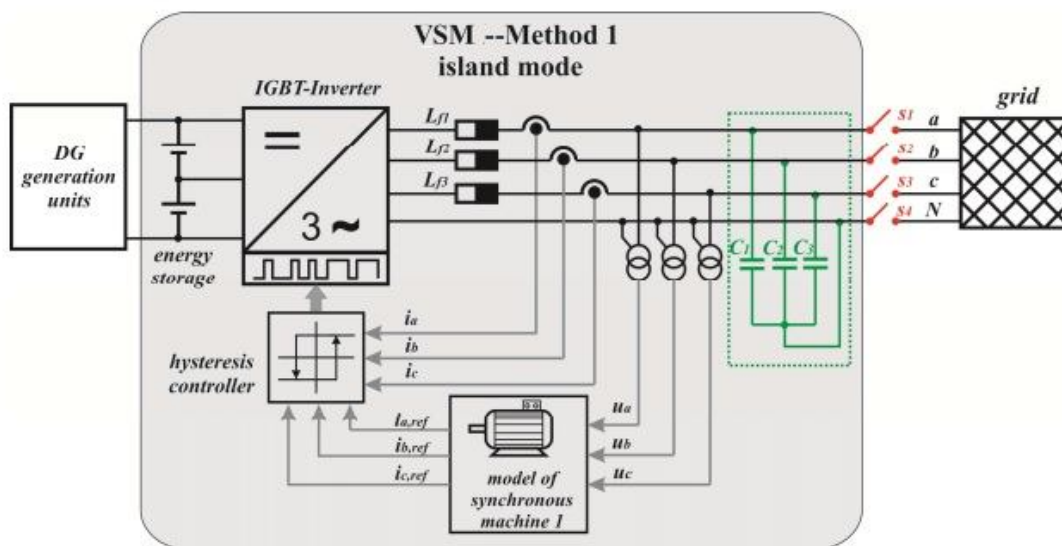 VSM --Method 1
island mode
IGBT-Inverter
grid
DG
generation
units
energy
storage
3 ~
Lf1
Lf2
Lf3
S1
S2
S3
S4
a
b
c
N
C1
C2
C3
hysteresis
controller
ia
ib
ic
ia,ref
ib,ref
ic,ref
ua
ub
uc
model of
synchronous
machine 1